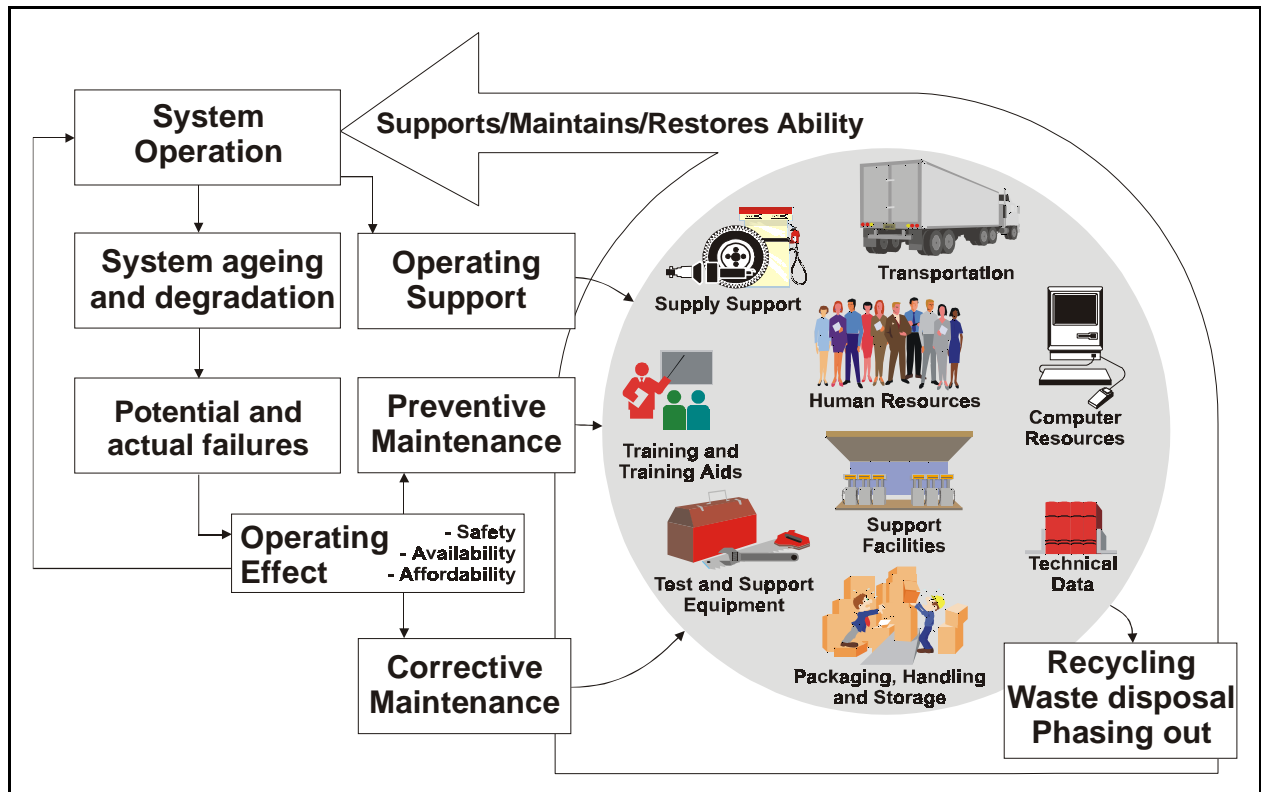 System
Operation
Supports/Maintains/Restores Ability
System ageing
and degradation
Operating
Support
Potential and
actual failures
Preventive
Maintenance
Operating
Effect
- Safety
- Availability
- Affordability
Corrective
Maintenance
Supply Support
Transportation
Human Resources
Computer
Resources
Training and
Training Aids
Support
Facilities
Test and Support
Equipment
Technical
Data
Packaging, Handling
and Storage
Recycling
Waste disposal
Phasing out